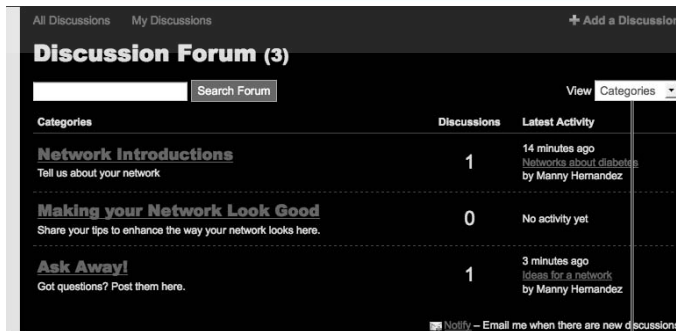 All Discussions My Discussions + Add a Discussion
Discussion Forum (3)
Search Forum View Categories
Categories Discussions Latest Activity
Network Introductions
Tell us about your network
1
14 minutes ago
Networks about diabetes
by Manny Hernandez
Making your Network Look Good
Share your tips to enhance the way your network looks here.
0
No activity yet
Ask Away!
Got questions? Post them here.
1
3 minutes ago
Ideas for a network
by Manny Hernandez
Notify – Email me when there are new discussions